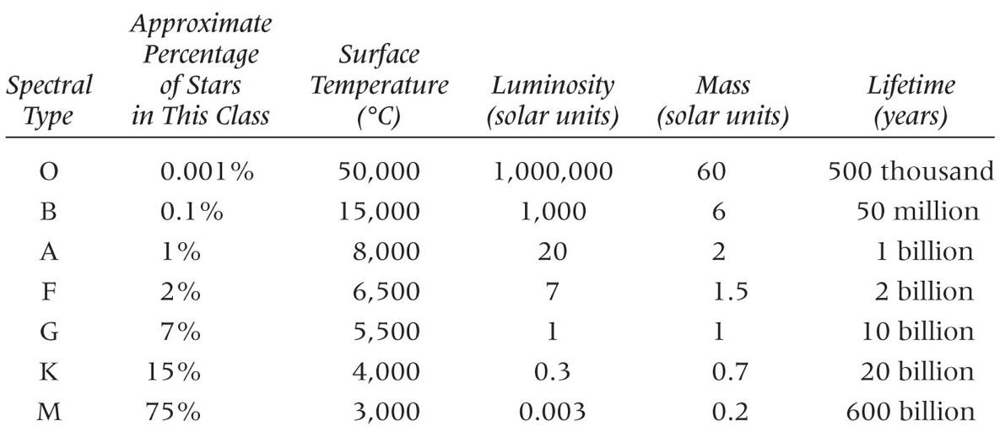 Approximate
Percentage Surface
Spectral of Stars Temperature Luminosity Mass Lifetime
Type in This Class (°C) (solar units) (solar units) (years)
O 0.001% 50,000 1,000,000 60 500 thousand
B 0.1% 15,000 1,000 6 50 million
A 1% 8,000 20 2 1 billion
F 2% 6,500 7 1.5 2 billion
G 7% 5,500 1 1 10 billion
K 15% 4,000 0.3 0.7 20 billion
M 75% 3,000 0.003 0.2 600 billion